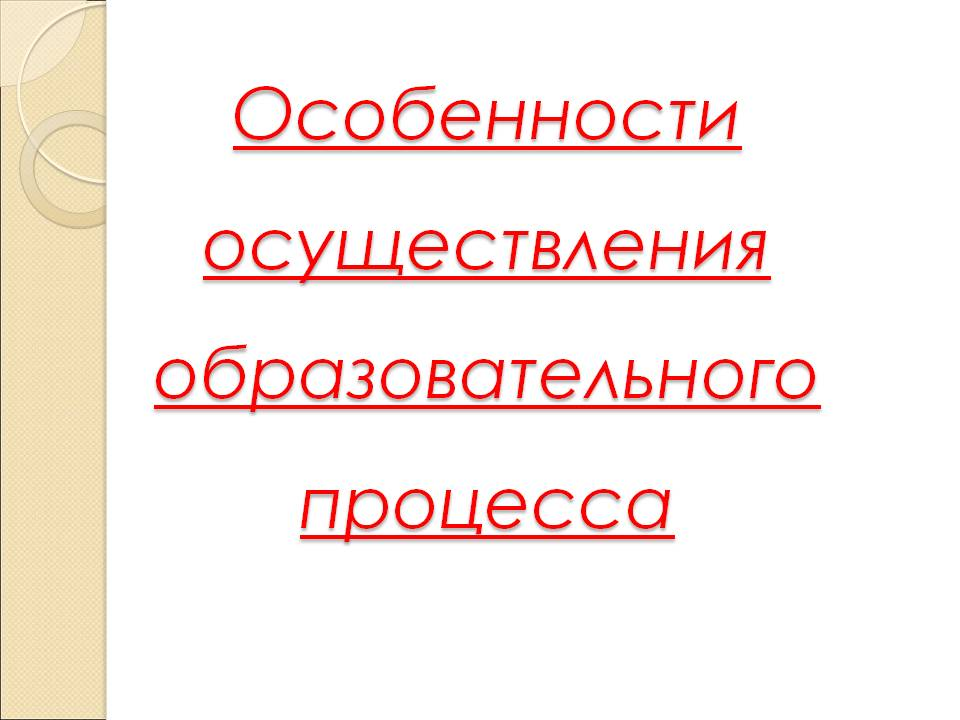 Особенности
осуществления
образовательного
процесса